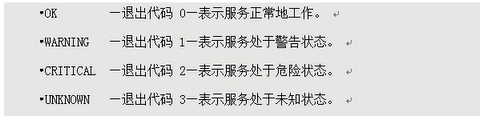 •OK —退出代码 0—表示服务正常地工作。
•WARNING —退出代码 1—表示服务处于警告状态。
•CRITICAL —退出代码 2—表示服务处于危险状态。
•UNKNOWN —退出代码 3—表示服务处于未知状态。